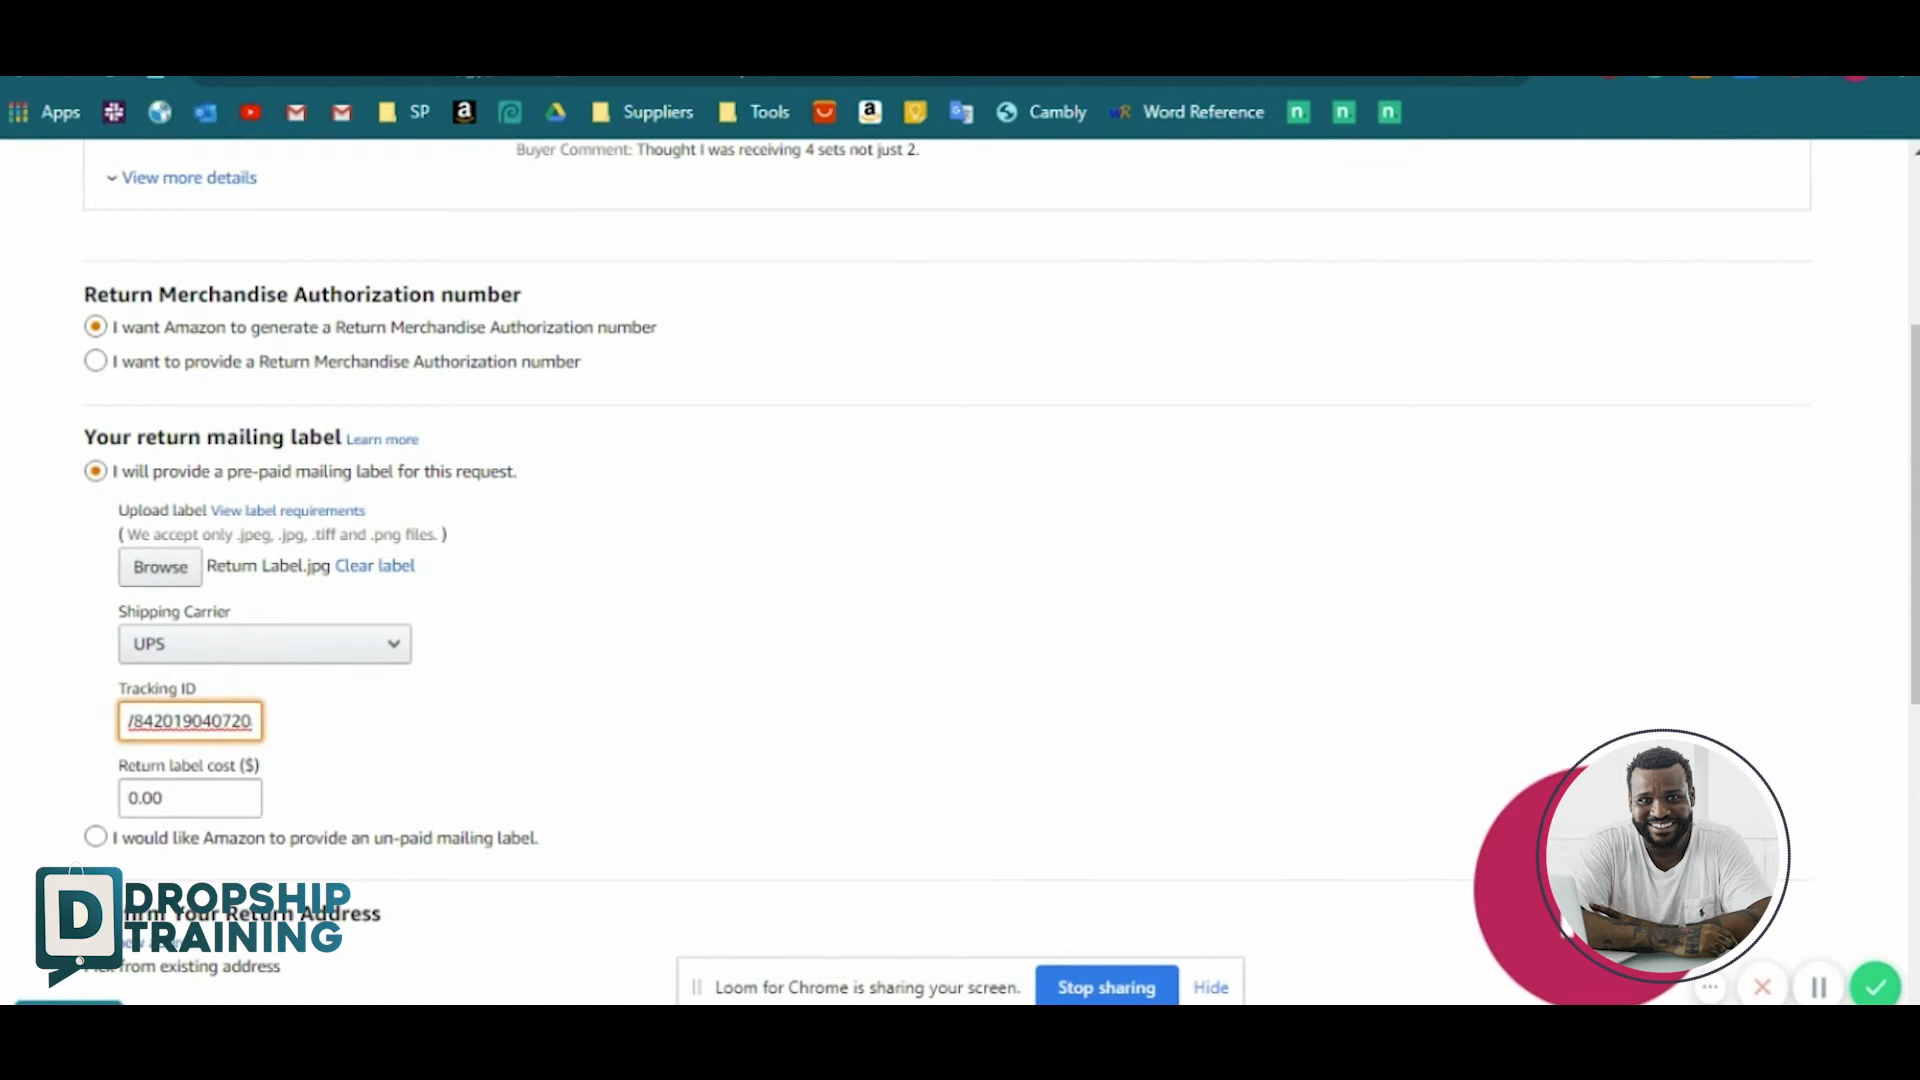 Apps SP Suppliers Tools Cambly Word Reference
Buyer Comment: Thought I was receiving 4 sets not just 2.
View more details
Return Merchandise Authorization number
I want Amazon to generate a Return Merchandise Authorization number
I want to provide a Return Merchandise Authorization number
Your return mailing label Learn more
I will provide a pre-paid mailing label for this request.
Upload label View label requirements
( We accept only .jpeg, .jpg, .tiff and .png files. )
Browse Return Label.jpg Clear label
Shipping Carrier
UPS
Tracking ID
/842019040720
Return label cost ($)
0.00
I would like Amazon to provide an un-paid mailing label.
Your Return Address
from existing address
D DROPSHIP
TRAINING
Loom for Chrome is sharing your screen. Stop sharing Hide